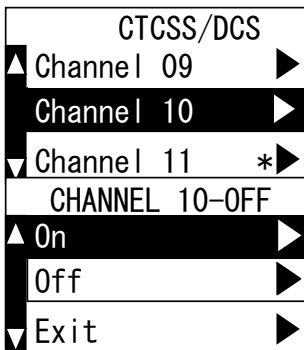 CTCSS/DCS
Channel 09
Channel 10
Channel 11 *
CHANNEL 10-OFF
On
Off
Exit